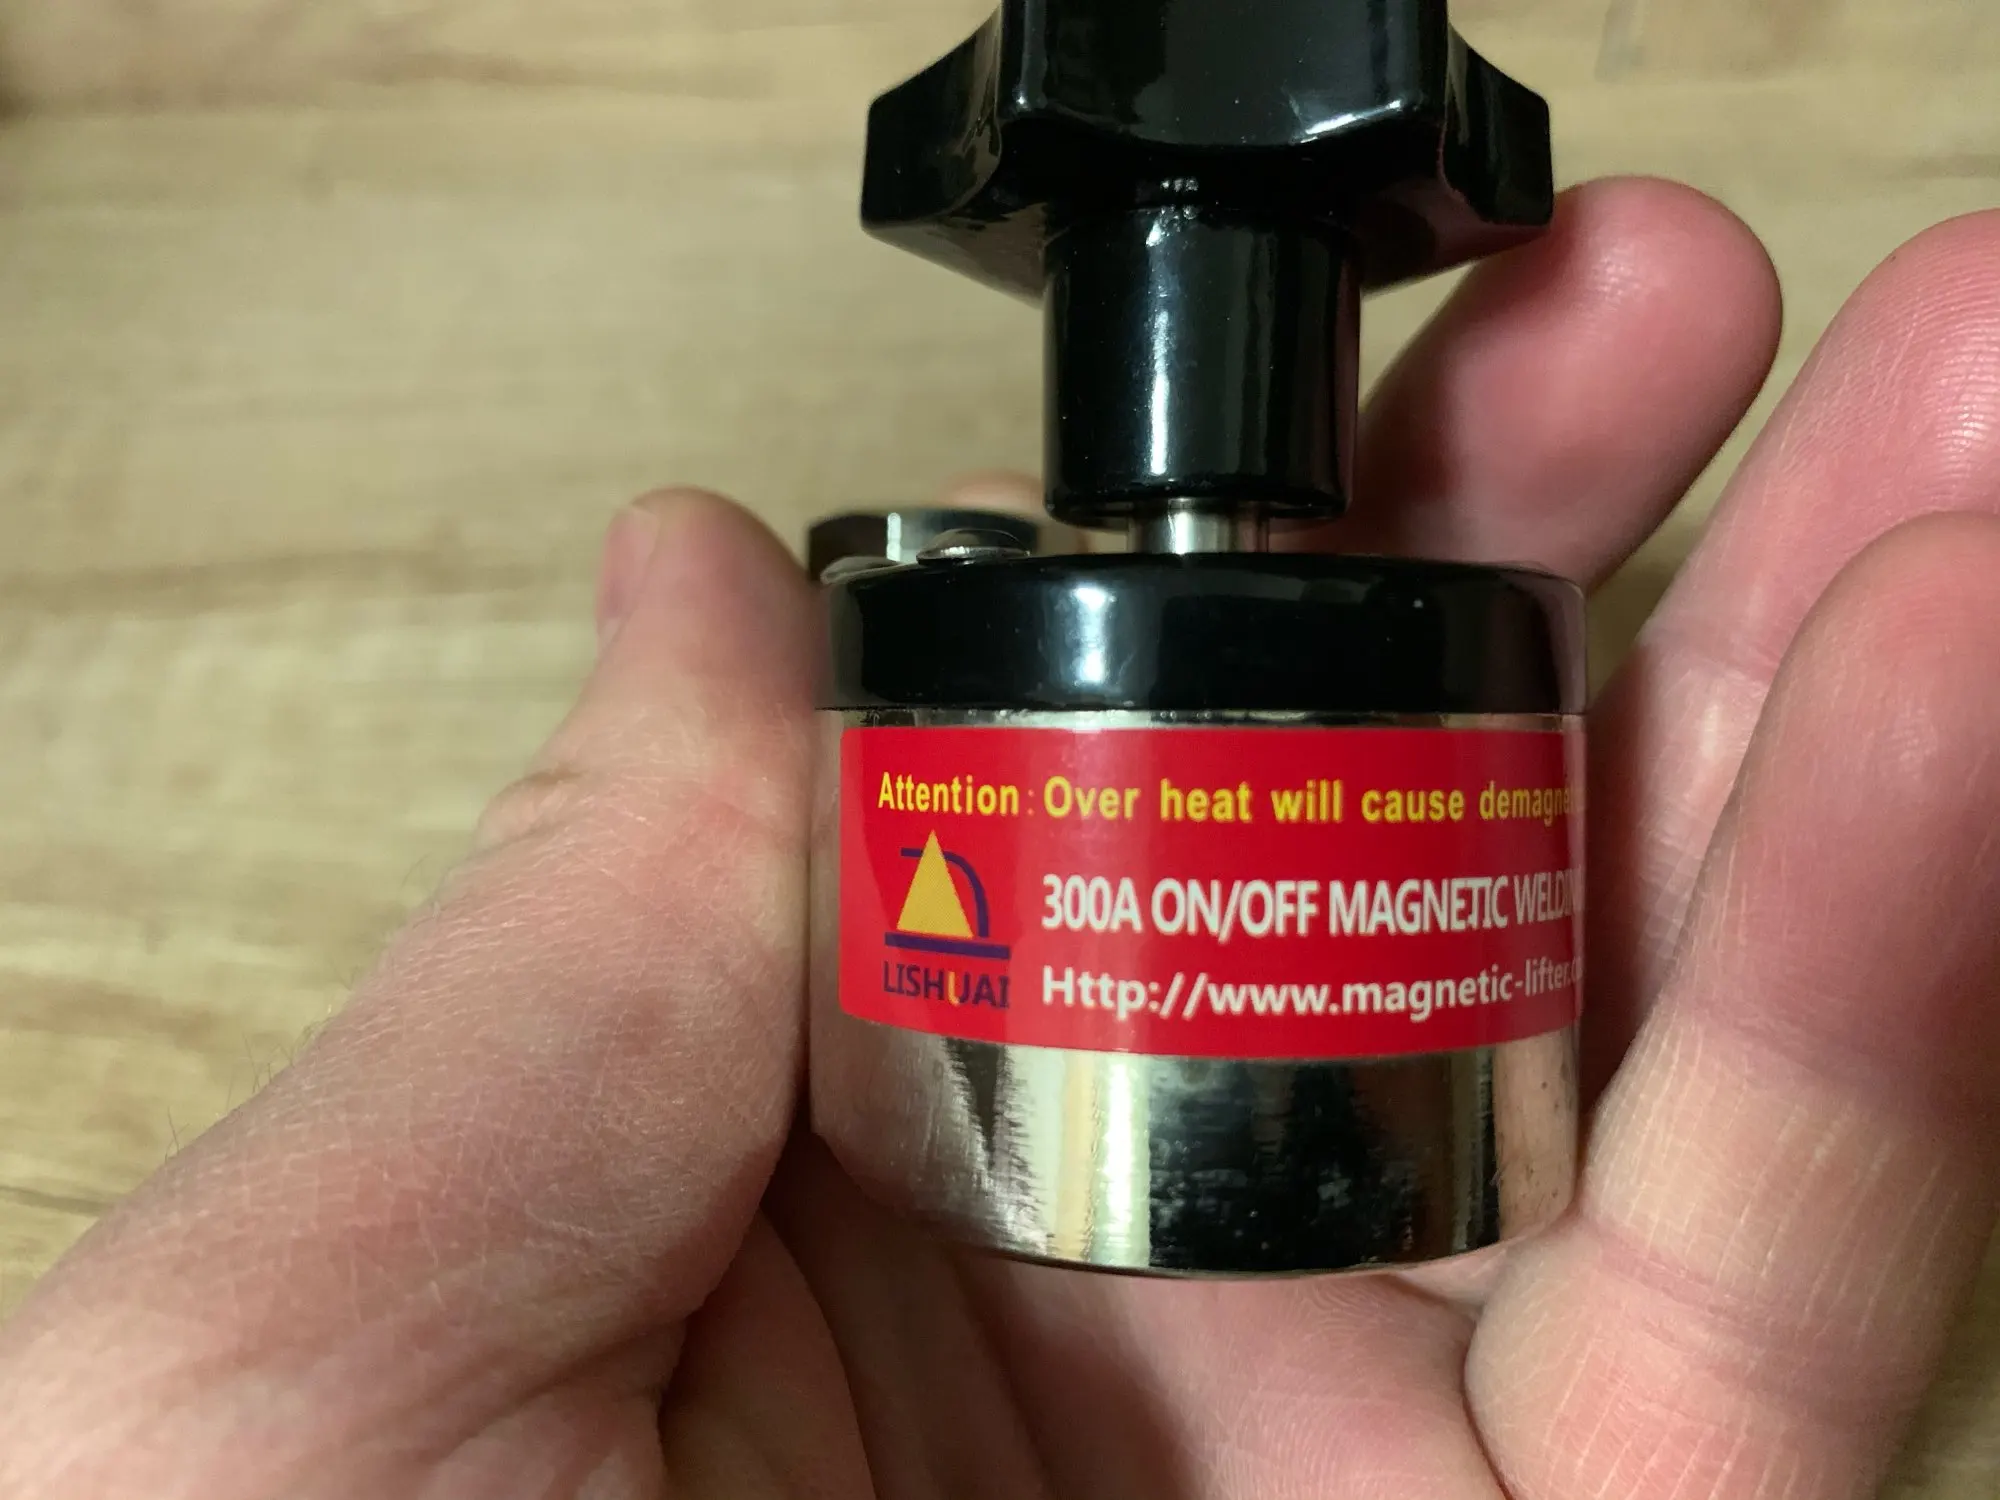 Attention: Over heat will cause demagne
300A ON/OFF MAGNETIC WELDIN
LISHUAI
Http://www.magnetic-lifter.c